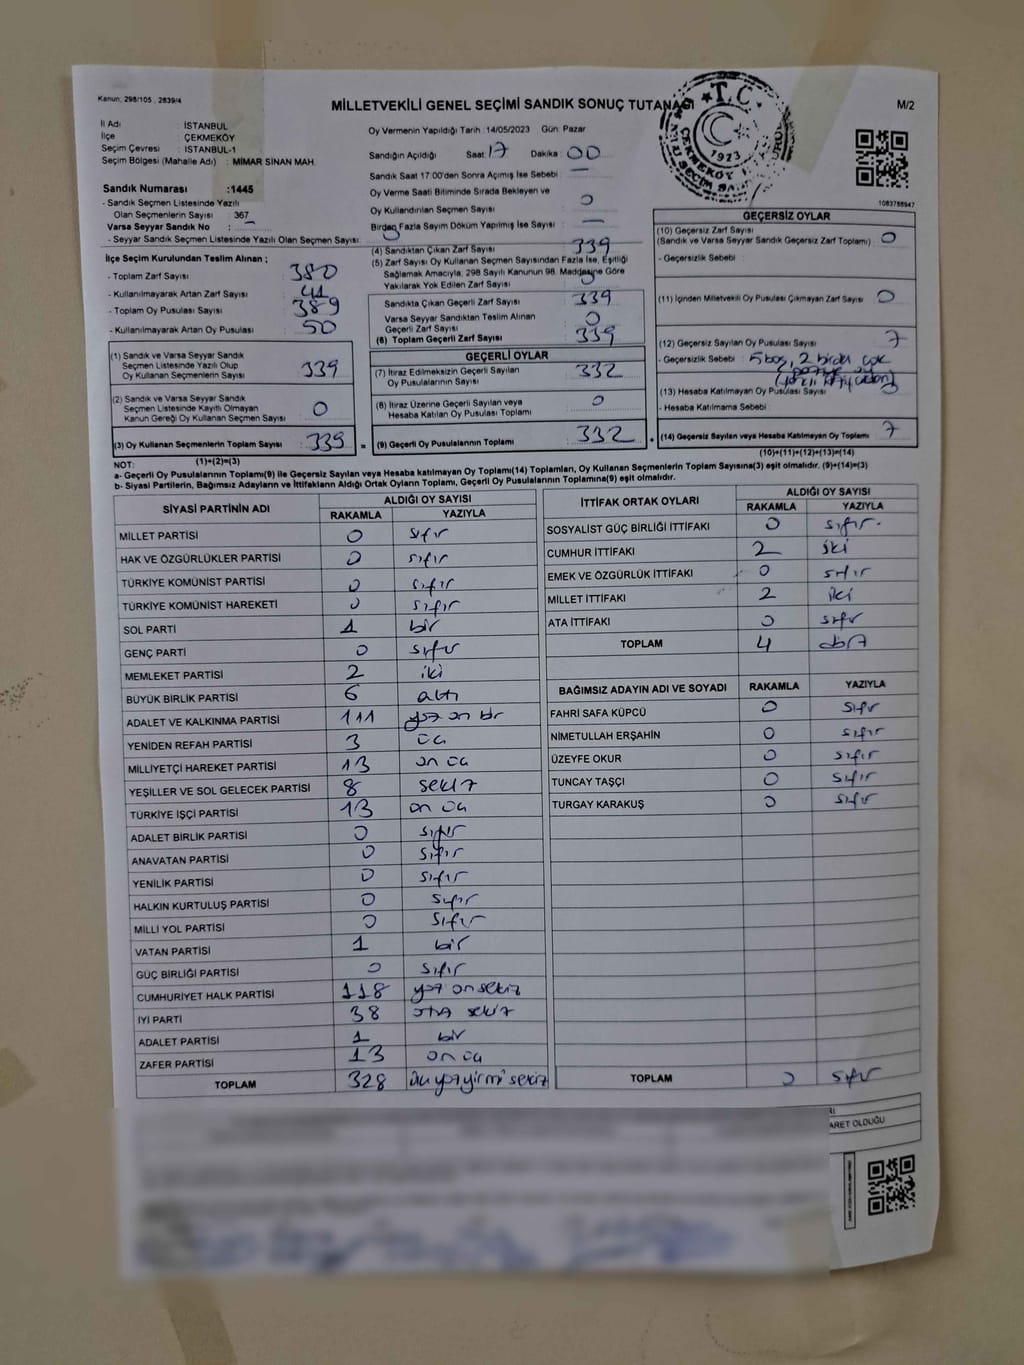 Kanun, 298/105 , 2839/4
MİLLETVEKİLİ GENEL SEÇİMİ SANDIK SONUÇ TUTANAĞI
M/2
İl Adı : İSTANBUL
İlçe : ÇEKMEKÖY
Seçim Çevresi : İSTANBUL-1
Seçim Bölgesi (Mahalle Adı) : MİMAR SİNAN MAH.
Sandık Numarası :1445
- Sandık Seçmen Listesinde Yazılı
Olan Seçmenlerin Sayısı : 367
Varsa Seyyar Sandık No : –
- Seyyar Sandık Seçmen Listesinde Yazılı Olan Seçmen Sayısı:
İlçe Seçim Kurulundan Teslim Alınan ;
- Toplam Zarf Sayısı : 380
- Kullanılmayarak Artan Zarf Sayısı : 41
- Toplam Oy Pusulası Sayısı : 389
- Kullanılmayarak Artan Oy Pusulası : 50
Oy Vermenin Yapıldığı Tarih :14/05/2023 Gün: Pazar
Sandığın Açıldığı Saat: 17 Dakika : 00
Sandık Saat 17:00'den Sonra Açımış İse Sebebi : —
Oy Verme Saati Bitiminde Sırada Bekleyen ve
Oy Kullandırılan Seçmen Sayısı : 0
Birden Fazla Sayım Döküm Yapılmış İse Sayısı : –
(4) Sandıktan Çıkan Zarf Sayısı : 339
(5) Zarf Sayısı Oy Kullanan Seçmen Sayısından Fazla İse, Eşitliği
Sağlamak Amacıyla, 298 Sayılı Kanunun 98. Maddesine Göre
Yakılarak Yok Edilen Zarf Sayısı : 0
Sandıkta Çıkan Geçerli Zarf Sayısı : 339
Varsa Seyyar Sandıktan Teslim Alınan
Geçerli Zarf Sayısı : 0
(6) Toplam Geçerli Zarf Sayısı : 339
T.C.
1923
1083788947
GEÇERSİZ OYLAR
(10) Geçersiz Zarf Sayısı
(Sandık ve Varsa Seyyar Sandık Geçersiz Zarf Toplamı) : 0
- Geçersizlik Sebebi :
(11) İçinden Milletvekili Oy Pusulası Çıkmayan Zarf Sayısı : 0
(12) Geçersiz Sayılan Oy Pusulası Sayısı : 7
- Geçersizlik Sebebi : 5 boş, 2 birden çok
(13) Hesaba Katılmayan Oy Pusulası Sayısı
- Hesaba Katılmama Sebebi
(14) Geçersiz Sayılan veya Hesaba Katılmayan Oy Toplamı : 7
(10)+(11)+(12)+(13)=(14)
(1) Sandık ve Varsa Seyyar Sandık
Seçmen Listesinde Yazılı Olup
Oy Kullanan Seçmenlerin Sayısı : 339
(2) Sandık ve Varsa Seyyar Sandık
Seçmen Listesinde Kayıtlı Olmayan
Kanun Gereği Oy Kullanan Seçmen Sayısı : 0
(3) Oy Kullanan Seçmenlerin Toplam Sayısı : 339
(1)+(2)=(3)
GEÇERLİ OYLAR
(7) İtiraz Edilmeksizin Geçerli Sayılan
Oy Pusulalarının Sayısı : 332
(8) İtiraz Üzerine Geçerli Sayılan veya
Hesaba Katılan Oy Pusulası Toplamı : 0
(9) Geçerli Oy Pusulalarının Toplamı : 332
NOT:
a- Geçerli Oy Pusulalarının Toplamı(9) ile Geçersiz Sayılan veya Hesaba katılmayan Oy Toplamı(14) Toplamları, Oy Kullanan Seçmenlerin Toplam Sayısına(3) eşit olmalıdır. (9)+(14)=(3)
b- Siyasi Partilerin, Bağımsız Adayların ve İttifakların Aldığı Ortak Oyların Toplamı, Geçerli Oy Pusulalarının Toplamına(9) eşit olmalıdır.
SİYASİ PARTİNİN ADI ALDIĞI OY SAYISI
RAKAMLA YAZIYLA
MİLLET PARTİSİ 0 sıfır
HAK VE ÖZGÜRLÜKLER PARTİSİ 0 sıfır
TÜRKİYE KOMÜNİST PARTİSİ 0 sıfır
TÜRKİYE KOMÜNİST HAREKETİ 0 sıfır
SOL PARTİ 1 bir
GENÇ PARTİ 0 sıfır
MEMLEKET PARTİSİ 2 iki
BÜYÜK BİRLİK PARTİSİ 6 altı
ADALET VE KALKINMA PARTİSİ 111 yüz on bir
YENİDEN REFAH PARTİSİ 3 üç
MİLLİYETÇİ HAREKET PARTİSİ 13 on üç
YEŞİLLER VE SOL GELECEK PARTİSİ 8 sekiz
TÜRKİYE İŞÇİ PARTİSİ 13 on üç
ADALET BİRLİK PARTİSİ 0 sıfır
ANAVATAN PARTİSİ 0 sıfır
YENİLİK PARTİSİ 0 sıfır
HALKIN KURTULUŞ PARTİSİ 0 sıfır
MİLLİ YOL PARTİSİ 0 sıfır
VATAN PARTİSİ 1 bir
GÜÇ BİRLİĞİ PARTİSİ 0 sıfır
CUMHURİYET HALK PARTİSİ 118 yüz on sekiz
İYİ PARTİ 38 otuz sekiz
ADALET PARTİSİ 1 bir
ZAFER PARTİSİ 13 on üç
TOPLAM 328 üç yüz yirmi sekiz
İTTİFAK ORTAK OYLARI ALDIĞI OY SAYISI
RAKAMLA YAZIYLA
SOSYALİST GÜÇ BİRLİĞİ İTTİFAKI 0 sıfır
CUMHUR İTTİFAKI 2 iki
EMEK VE ÖZGÜRLÜK İTTİFAKI 0 sıfır
MİLLET İTTİFAKI 2 iki
ATA İTTİFAKI 0 sıfır
TOPLAM 4 dört
BAĞIMSIZ ADAYIN ADI VE SOYADI RAKAMLA YAZIYLA
FAHRİ SAFA KÜPCÜ 0 sıfır
NİMETULLAH ERŞAHİN 0 sıfır
ÜZEYFE OKUR 0 sıfır
TUNCAY TAŞÇI 0 sıfır
TURGAY KARAKUŞ 0 sıfır
TOPLAM 0 sıfır
ARET OLDUĞU